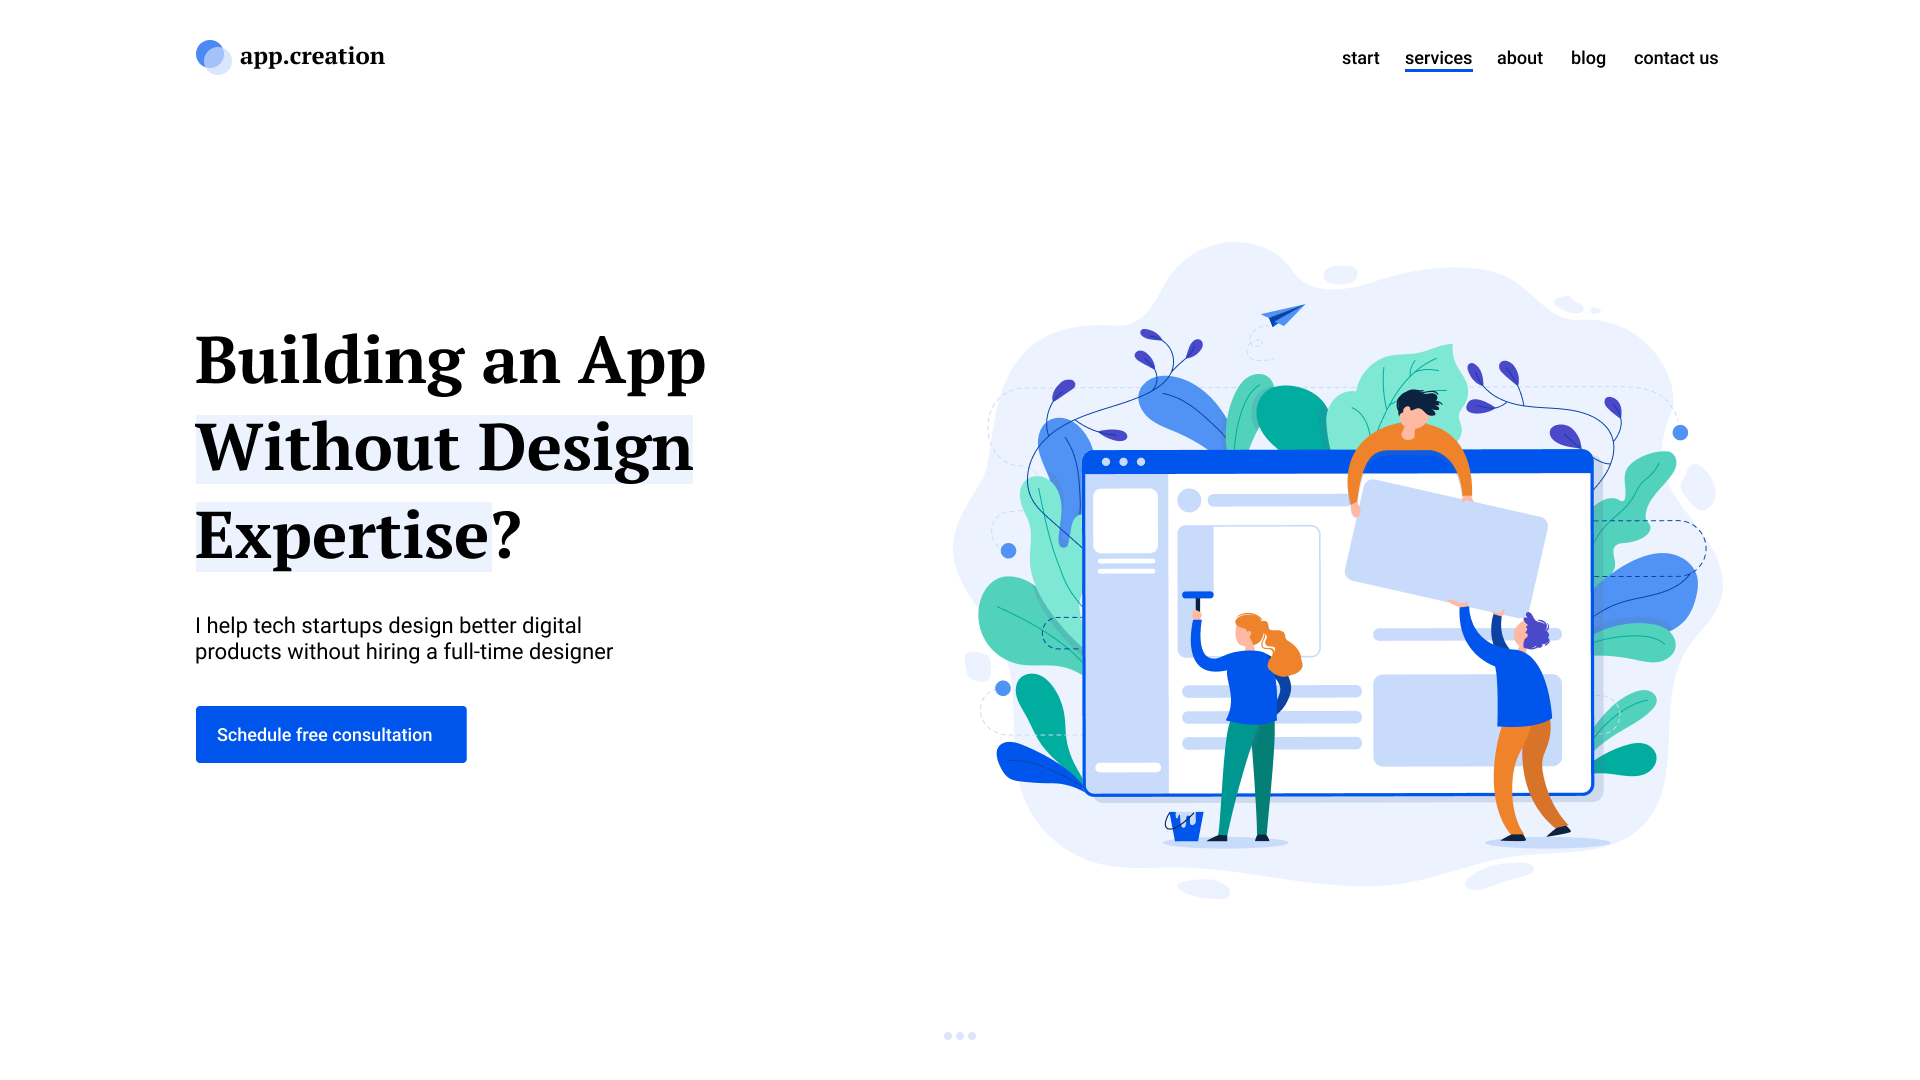 app.creation
start services about blog contact us
Building an App
Without Design
Expertise?
I help tech startups design better digital
products without hiring a full-time designer
Schedule free consultation